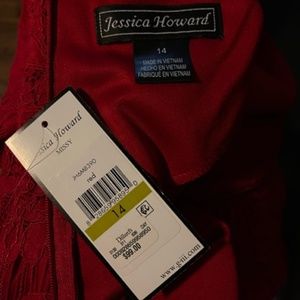 Jessica Howard
14
MADE IN VIETNAM
HECHO EN VIETNAM
FABRIQUÉ EN VIETNAM
Jessica Howard
MISSY
JH6M8390
red
14
$99.00
www.g-iii.com